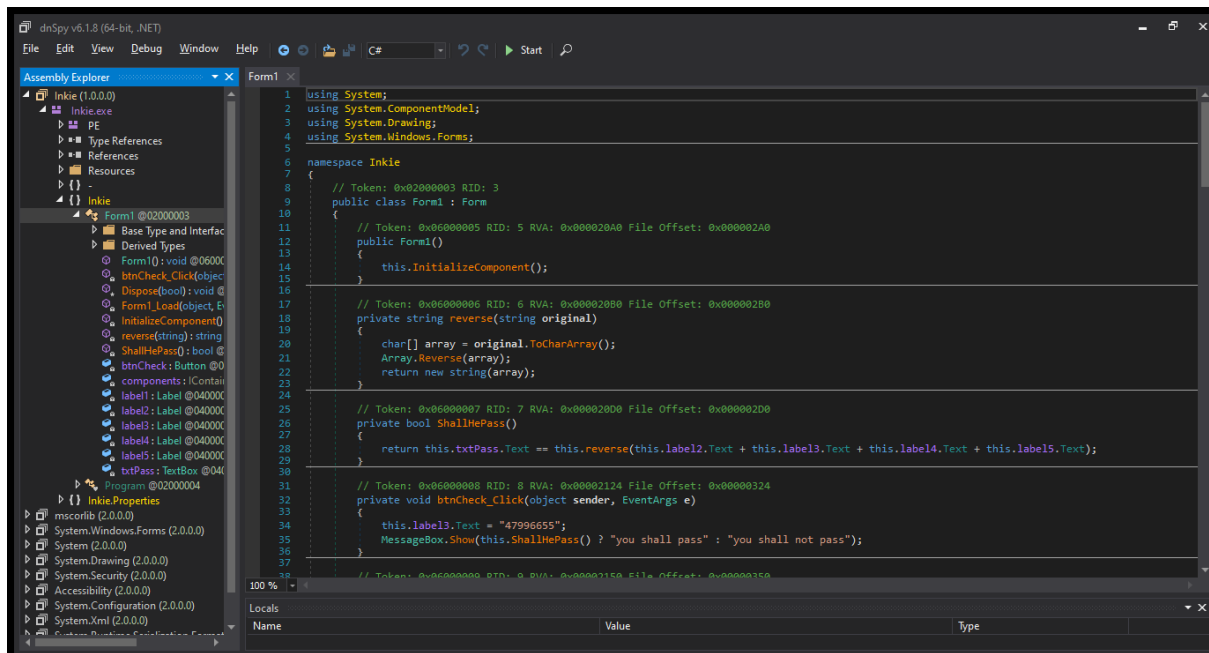 dnSpy v6.1.8 (64-bit, .NET)
File Edit View Debug Window Help C# Start
Assembly Explorer
Inkie (1.0.0.0)
Inkie.exe
PE
Type References
References
Resources
{ } -
{ } Inkie
Form1 @02000003
Base Type and Interfac
Derived Types
Form1() : void @0600
btnCheck_Click(objec
Dispose(bool) : void @
Form1_Load(object, E
InitializeComponent()
reverse(string) : string
ShallHePass() : bool @
btnCheck : Button @0
components : IContai
label1 : Label @04000
label2 : Label @04000
label3 : Label @04000
label4 : Label @04000
label5 : Label @04000
txtPass : TextBox @04
Program @02000004
{ } Inkie.Properties
mscorlib (2.0.0.0)
System.Windows.Forms (2.0.0.0)
System (2.0.0.0)
System.Drawing (2.0.0.0)
System.Security (2.0.0.0)
Accessibility (2.0.0.0)
System.Configuration (2.0.0.0)
System.Xml (2.0.0.0)
System.Runtime.Serialization.Format
Form1
1 using System;
2 using System.ComponentModel;
3 using System.Drawing;
4 using System.Windows.Forms;
5
6 namespace Inkie
7 {
8 // Token: 0x02000003 RID: 3
9 public class Form1 : Form
10 {
11 // Token: 0x06000005 RID: 5 RVA: 0x000020A0 File Offset: 0x000002A0
12 public Form1()
13 {
14 this.InitializeComponent();
15 }
16
17 // Token: 0x06000006 RID: 6 RVA: 0x000020B0 File Offset: 0x000002B0
18 private string reverse(string original)
19 {
20 char[] array = original.ToCharArray();
21 Array.Reverse(array);
22 return new string(array);
23 }
24
25 // Token: 0x06000007 RID: 7 RVA: 0x000020D0 File Offset: 0x000002D0
26 private bool ShallHePass()
27 {
28 return this.txtPass.Text == this.reverse(this.label2.Text + this.label3.Text + this.label4.Text + this.label5.Text);
29 }
30
31 // Token: 0x06000008 RID: 8 RVA: 0x00002124 File Offset: 0x00000324
32 private void btnCheck_Click(object sender, EventArgs e)
33 {
34 this.label3.Text = "47996655";
35 MessageBox.Show(this.ShallHePass() ? "you shall pass" : "you shall not pass");
36 }
37
38 // Token: 0x06000009 RID: 9 RVA: 0x00002150 File Offset: 0x00000350
100 %
Locals
Name Value Type